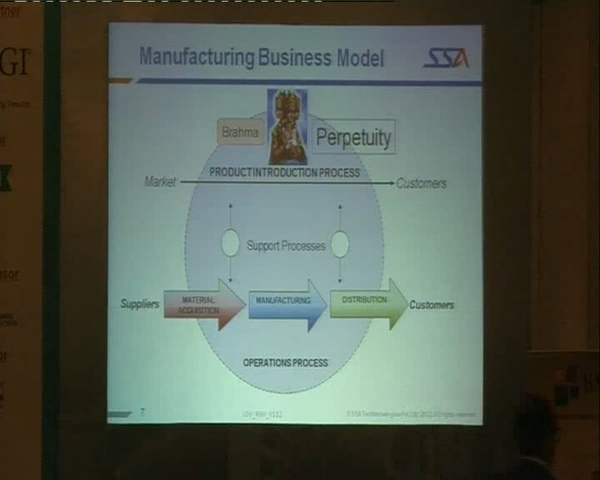 Manufacturing Business Model
SSA
Brahma
Perpetuity
PRODUCT INTRODUCTION PROCESS
Market
Customers
Support Processes
Suppliers
MATERIAL
ACQUISITION
MANUFACTURING
DISTRIBUTION
Customers
OPERATIONS PROCESS
7
GI